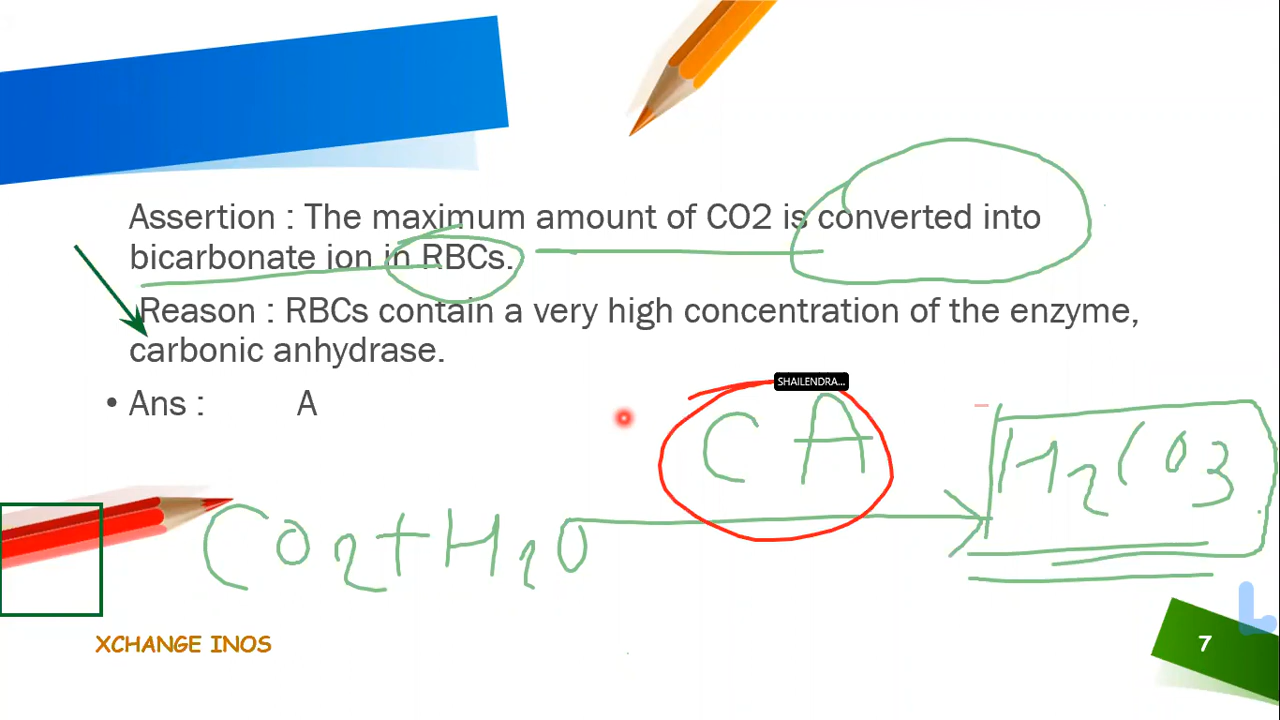 Assertion : The maximum amount of CO2 is converted into
bicarbonate ion in RBCs.
Reason : RBCs contain a very high concentration of the enzyme,
carbonic anhydrase.
SHAILENDRA...
• Ans : A
CA
H2CO3
CO2+H2O
XCHANGE INOS
7